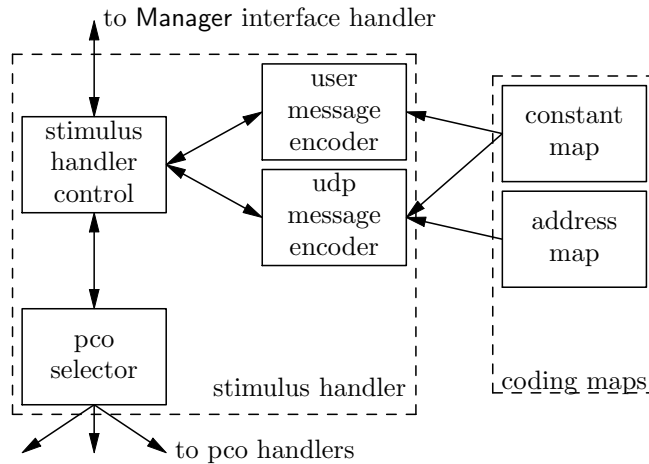 to Manager interface handler
stimulus
handler
control
user
message
encoder
udp
message
encoder
constant
map
address
map
pco
selector
stimulus handler
coding maps
to pco handlers